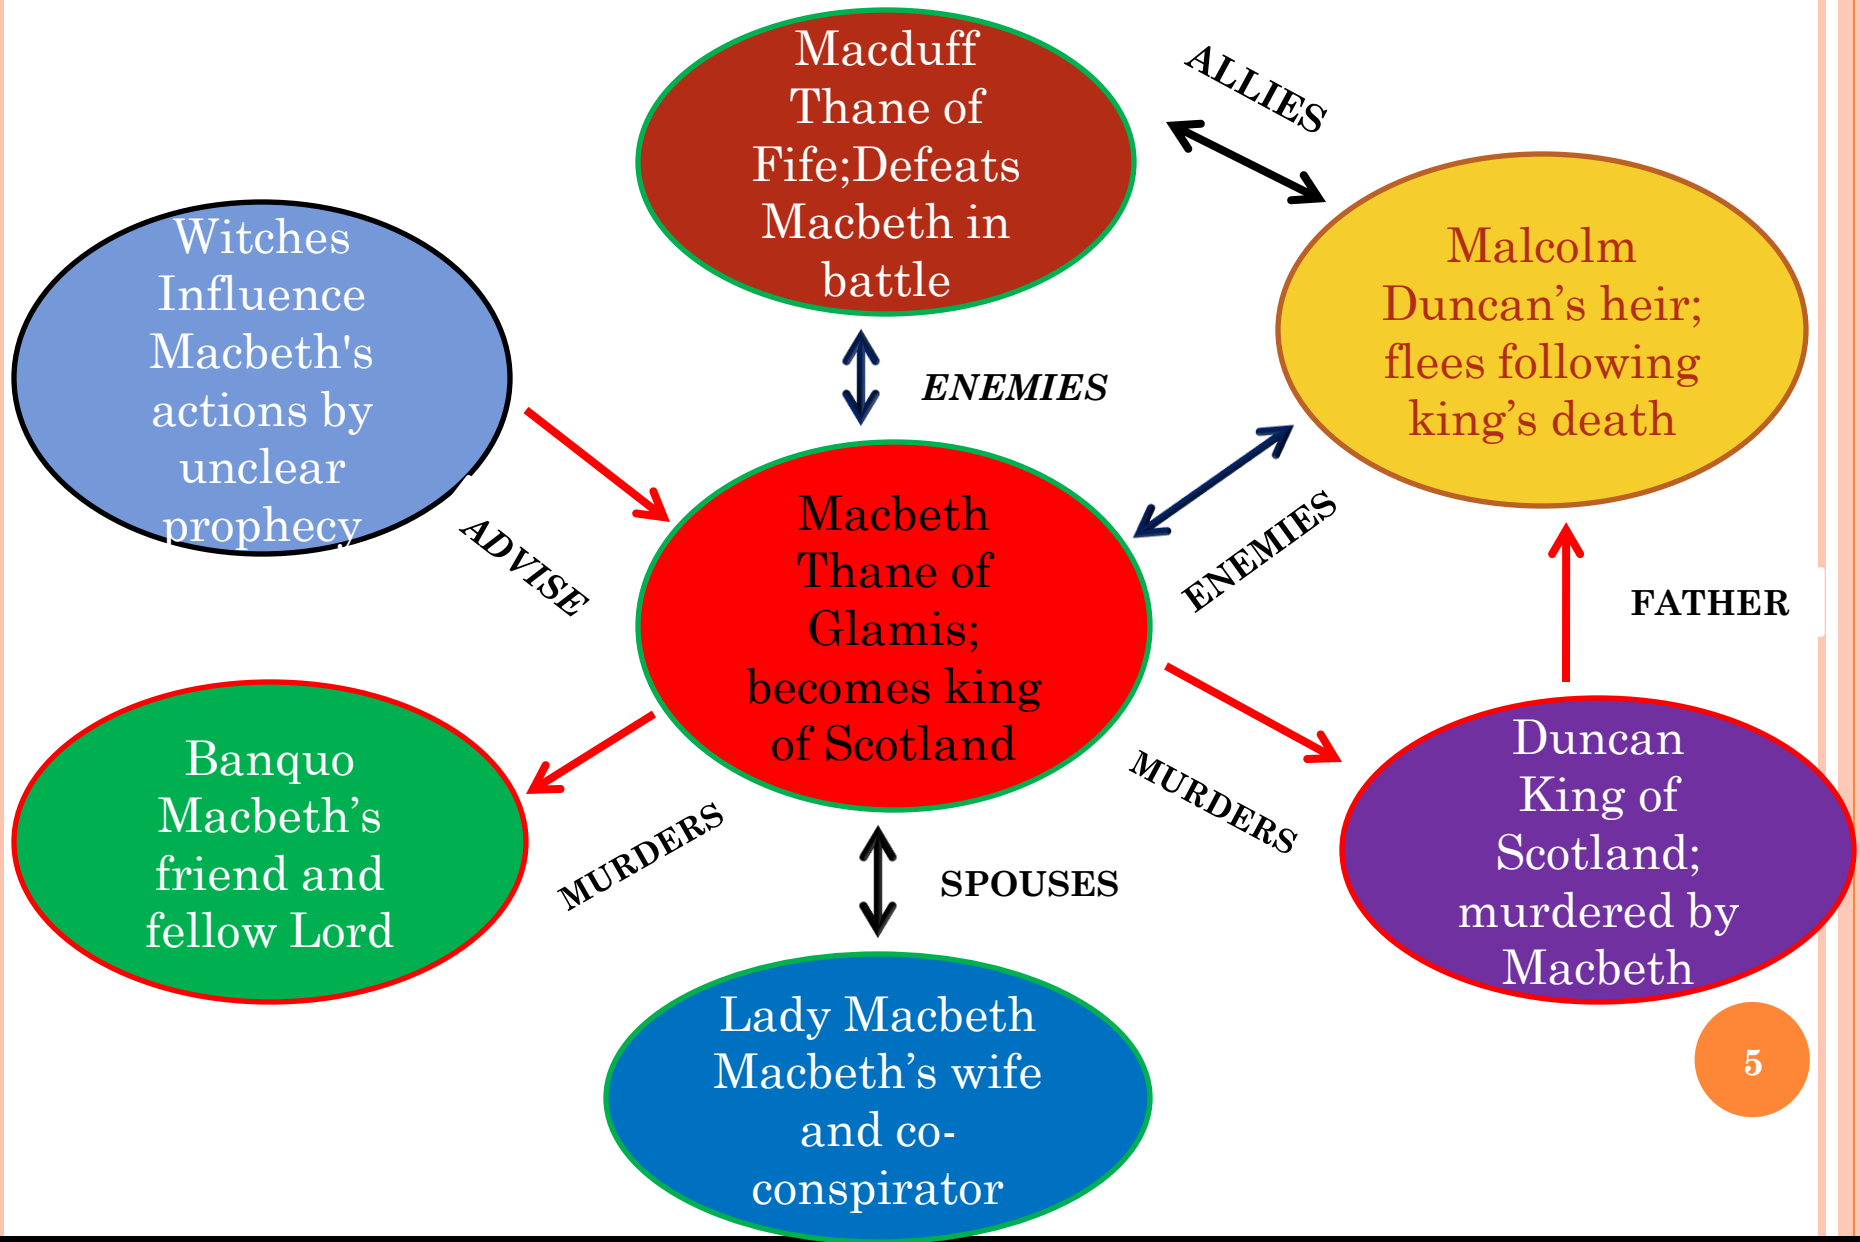 Macduff
Thane of
Fife;Defeats
Macbeth in
battle
ALLIES
Malcolm
Duncan’s heir;
flees following
king’s death
Witches
Influence
Macbeth's
actions by
unclear
prophecy
ENEMIES
ADVISE
Macbeth
Thane of
Glamis;
becomes king
of Scotland
ENEMIES
FATHER
Banquo
Macbeth’s
friend and
fellow Lord
MURDERS
MURDERS
Duncan
King of
Scotland;
murdered by
Macbeth
SPOUSES
Lady Macbeth
Macbeth’s wife
and co-
conspirator
5